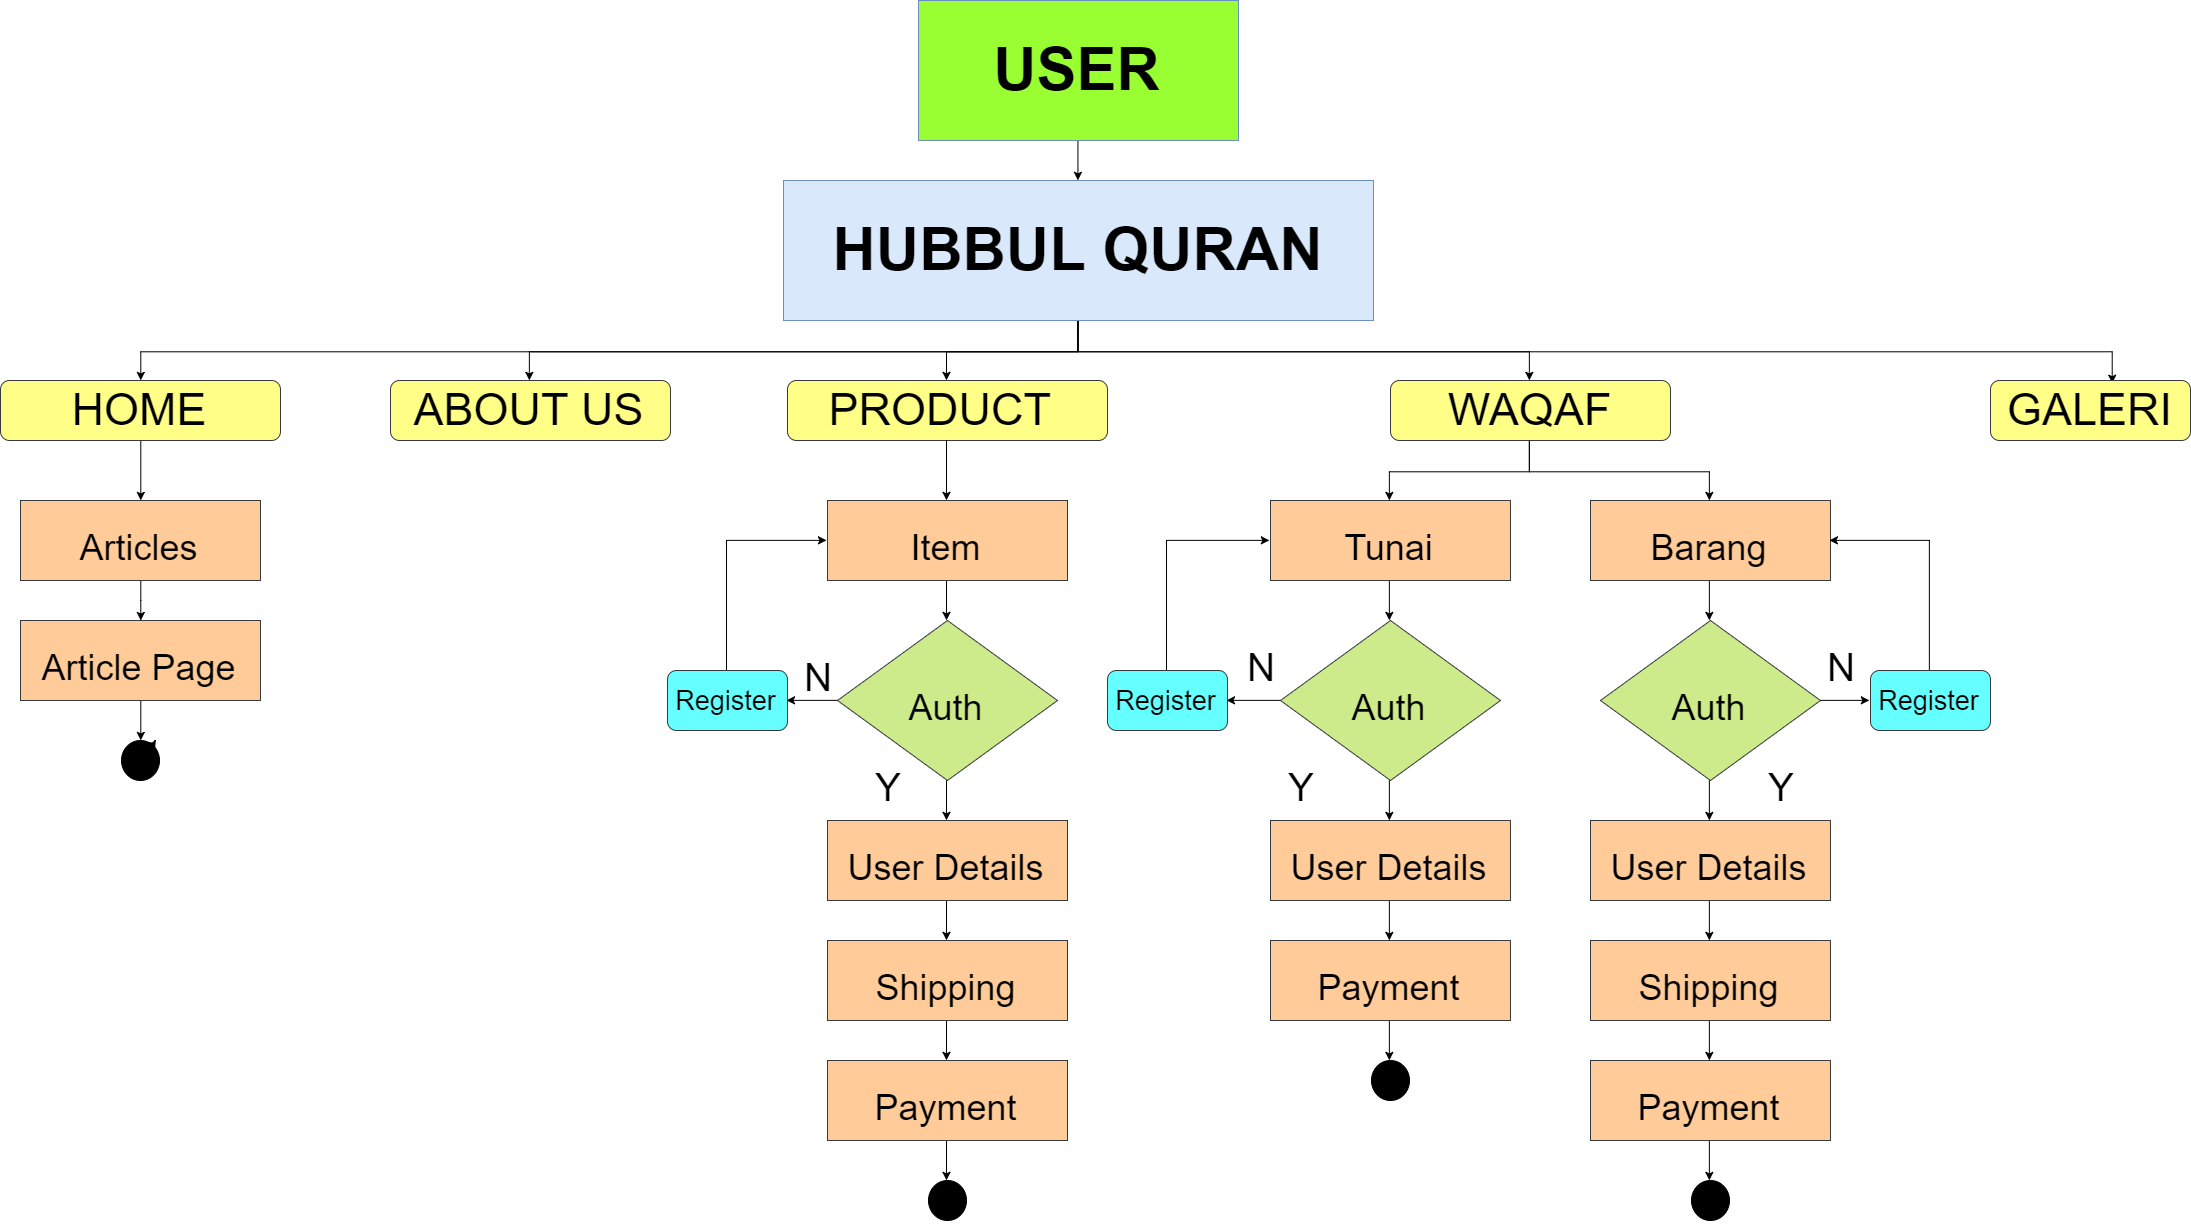 USER
HUBBUL QURAN
HOME
ABOUT US
PRODUCT
WAQAF
GALERI
Articles
Item
Tunai
Barang
Article Page
Register
N
Auth
Register
N
Auth
Auth
N
Register
Y
Y
Y
User Details
User Details
User Details
Shipping
Payment
Shipping
Payment
Payment